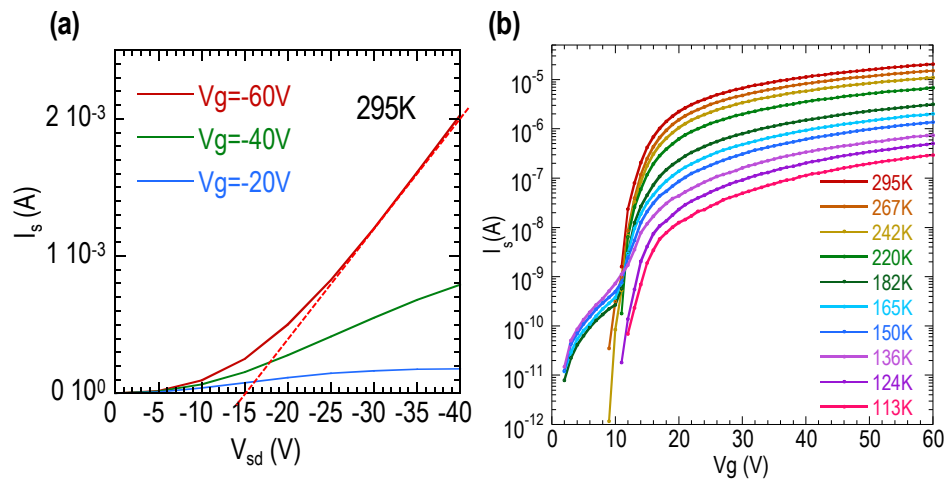 (a)
Vg=-60V
295K
Vg=-40V
Vg=-20V
2 10⁻³
1 10⁻³
0 10⁰
I_s (A)
0 -5 -10 -15 -20 -25 -30 -35 -40
V_sd (V)
(b)
10⁻⁵
10⁻⁶
10⁻⁷
10⁻⁸
10⁻⁹
10⁻¹⁰
10⁻¹¹
10⁻¹²
I_s(A)
295K
267K
242K
220K
182K
165K
150K
136K
124K
113K
0 10 20 30 40 50 60
Vg (V)